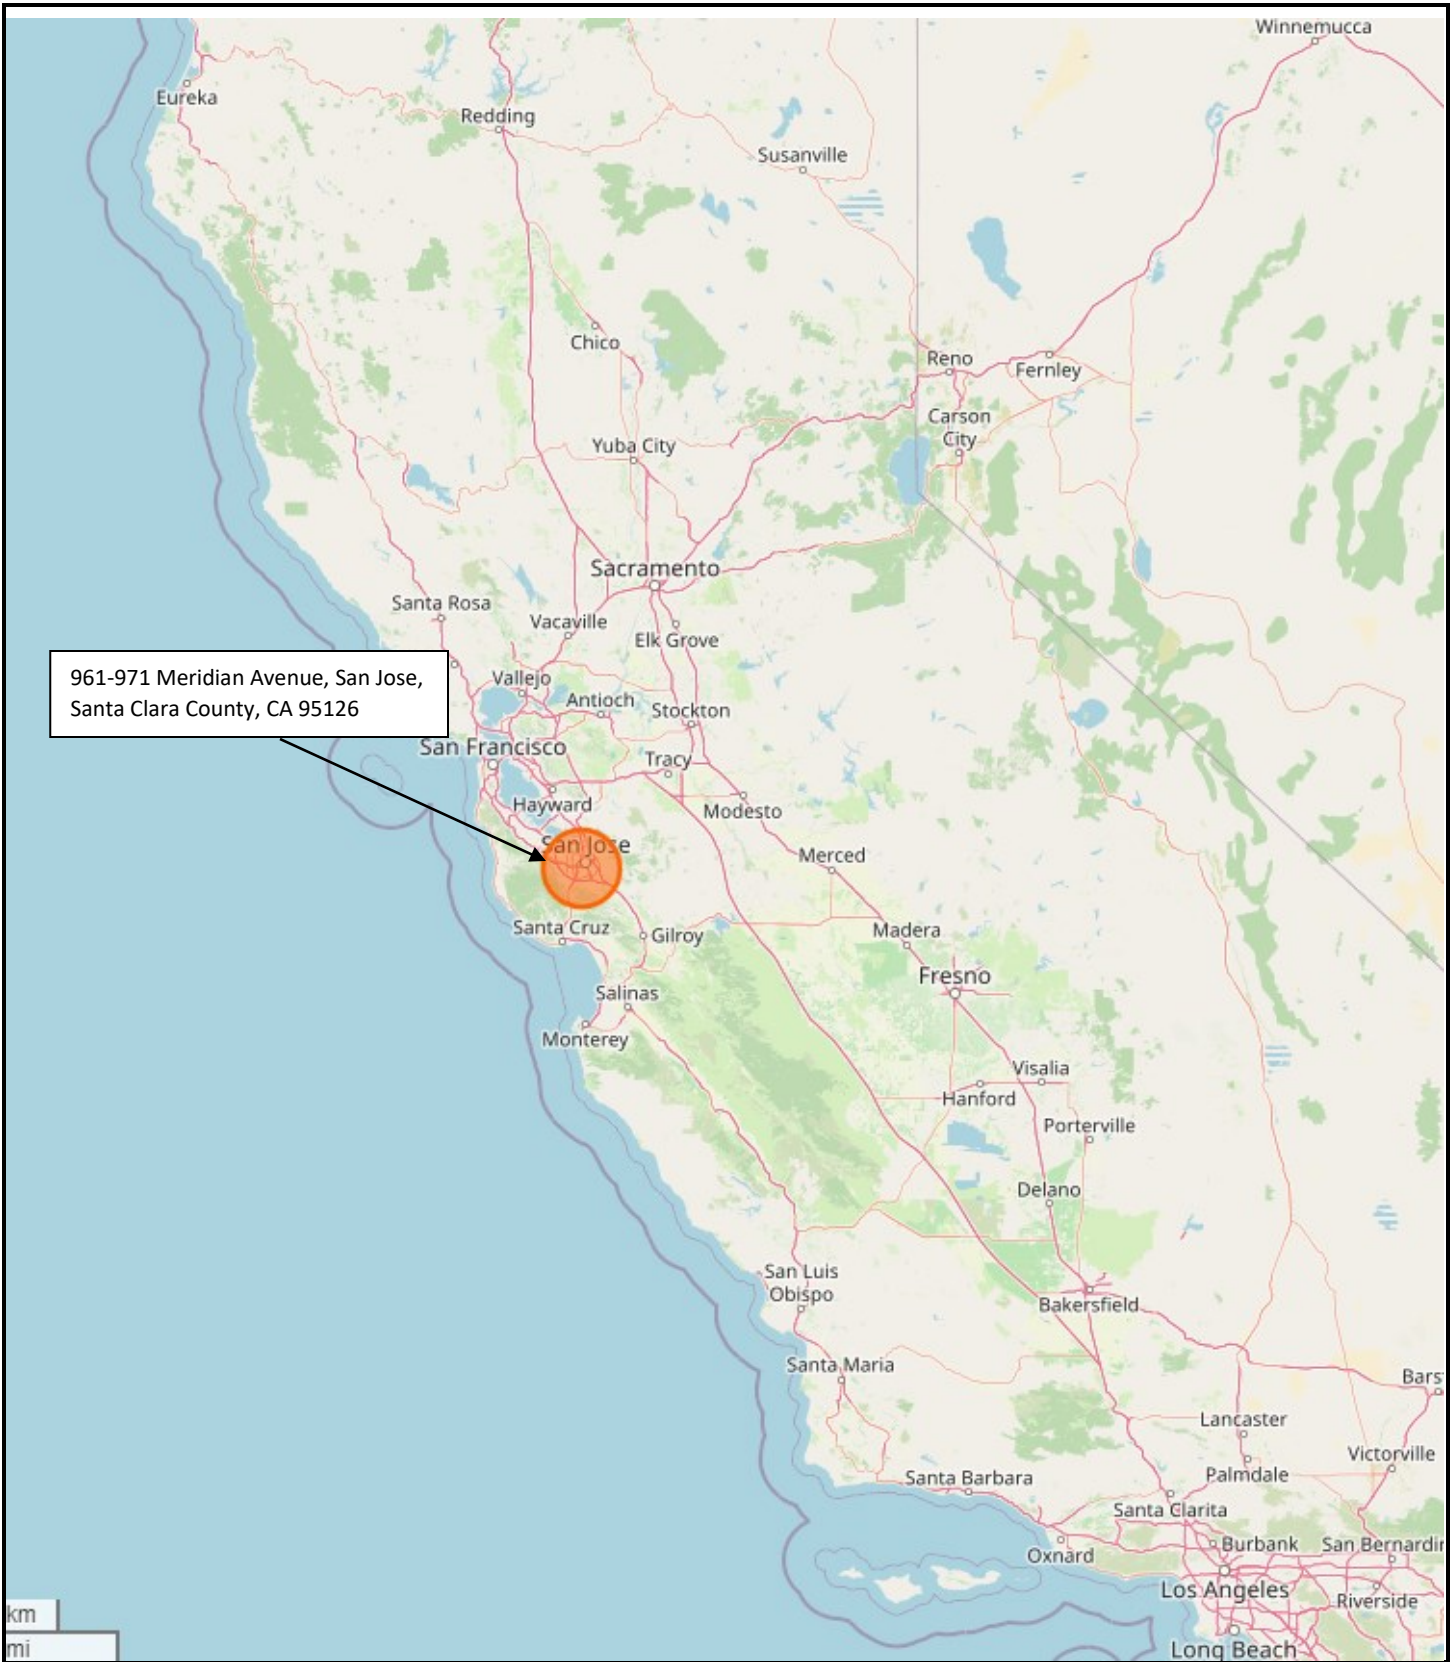 Winnemucca
Eureka
Redding
Susanville
Chico
Reno
Fernley
Carson
City
Yuba City
Sacramento
Santa Rosa
Vacaville
Elk Grove
961-971 Meridian Avenue, San Jose,
Santa Clara County, CA 95126
Vallejo
Antioch
Stockton
San Francisco
Tracy
Hayward
Modesto
San Jose
Merced
Santa Cruz
Gilroy
Madera
Fresno
Salinas
Monterey
Visalia
Hanford
Porterville
Delano
San Luis
Obispo
Bakersfield
Santa Maria
Bars
Lancaster
Victorville
Palmdale
Santa Barbara
Santa Clarita
Burbank
San Bernardin
Oxnard
Los Angeles
Riverside
km
mi
Long Beach